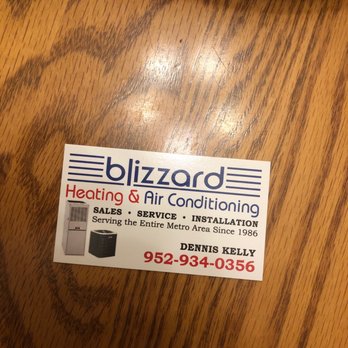 blizzard
Heating & Air Conditioning
SALES • SERVICE • INSTALLATION
Serving the Entire Metro Area Since 1986
DENNIS KELLY
952-934-0356